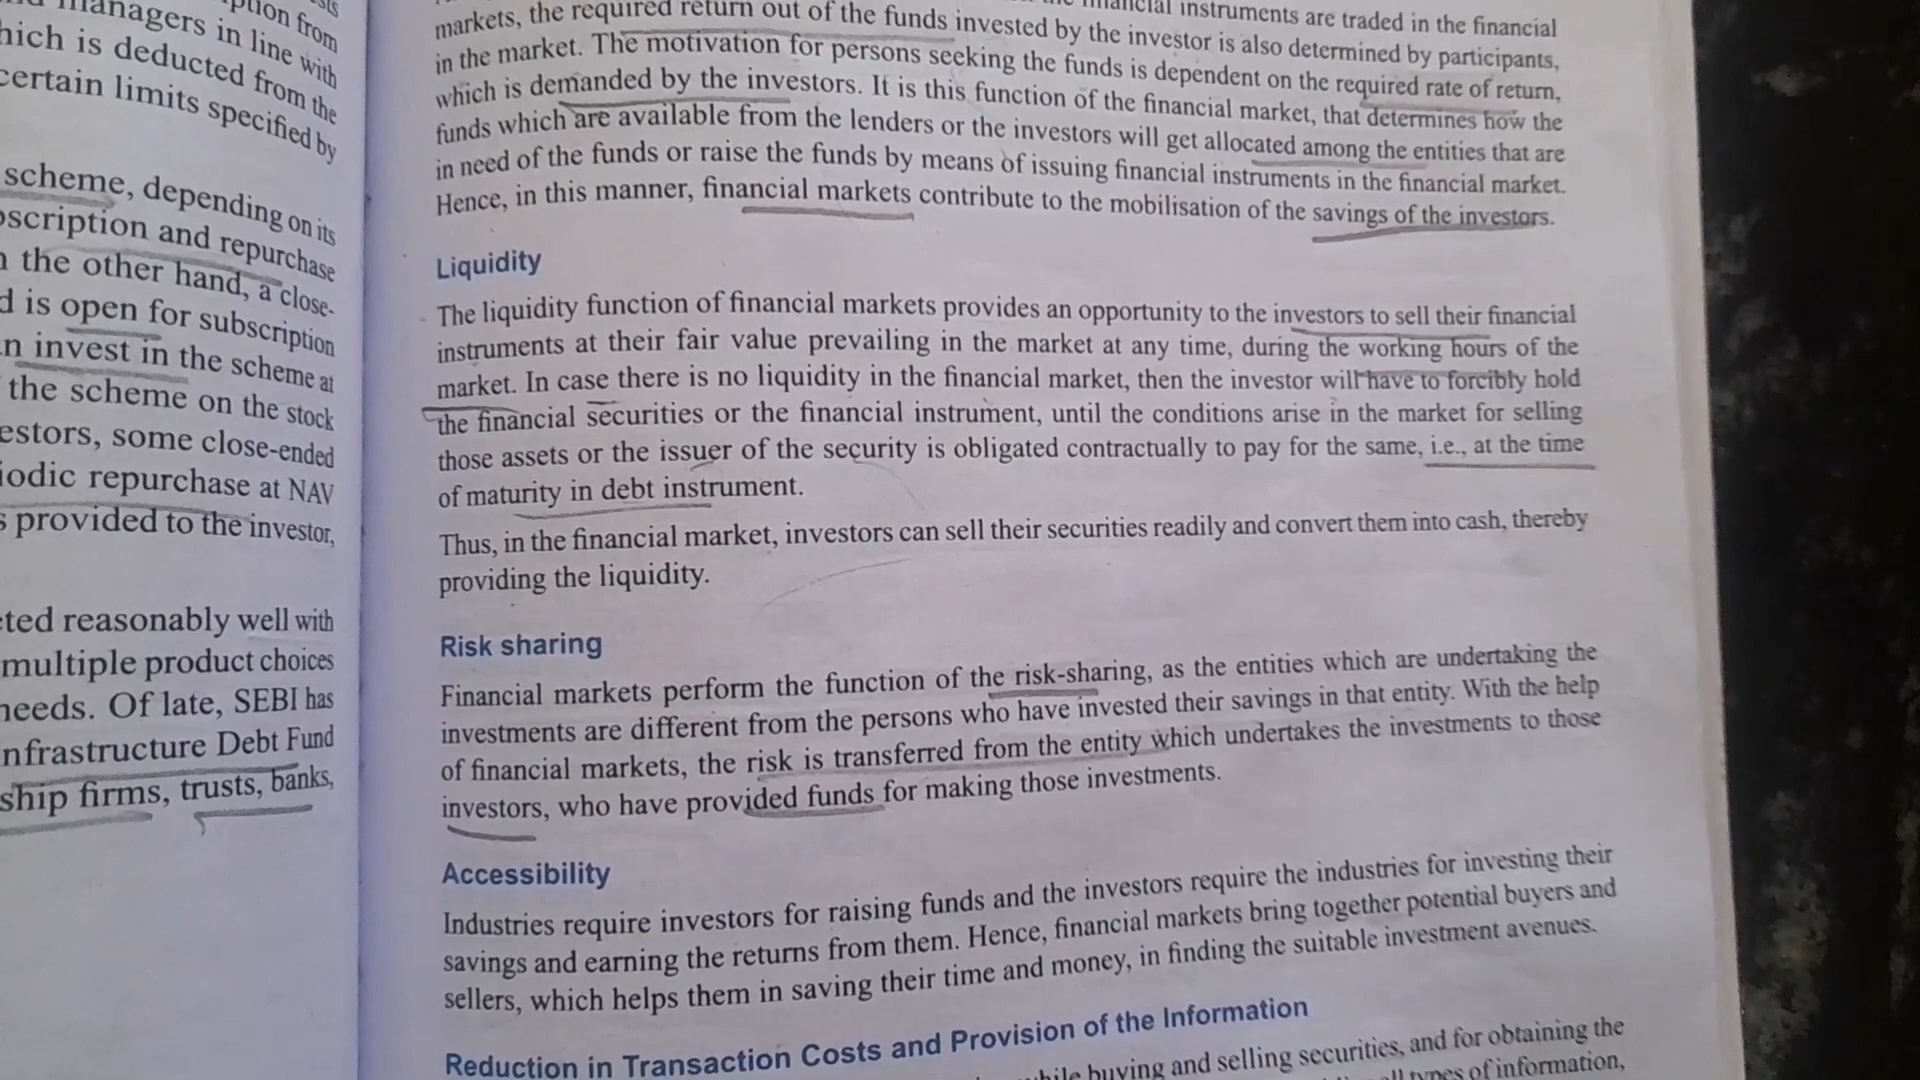 managers in line with
hich is deducted from the
certain limits specified by
scheme, depending on its
scription and repurchase
the other hand, a close-
d is open for subscription
n invest in the scheme at
the scheme on the stock
estors, some close-ended
iodic repurchase at NAV
s provided to the investor,
ted reasonably well with
multiple product choices
needs. Of late, SEBI has
nfrastructure Debt Fund
ship firms, trusts, banks,
instruments are traded in the financial
markets, the required return out of the funds invested by the investor is also determined by participants,
in the market. The motivation for persons seeking the funds is dependent on the required rate of return,
which is demanded by the investors. It is this function of the financial market, that determines how the
funds which are available from the lenders or the investors will get allocated among the entities that are
in need of the funds or raise the funds by means of issuing financial instruments in the financial market.
Hence, in this manner, financial markets contribute to the mobilisation of the savings of the investors.
Liquidity
The liquidity function of financial markets provides an opportunity to the investors to sell their financial
instruments at their fair value prevailing in the market at any time, during the working hours of the
market. In case there is no liquidity in the financial market, then the investor will have to forcibly hold
the financial securities or the financial instrument, until the conditions arise in the market for selling
those assets or the issuer of the security is obligated contractually to pay for the same, i.e., at the time
of maturity in debt instrument.
Thus, in the financial market, investors can sell their securities readily and convert them into cash, thereby
providing the liquidity.
Risk sharing
Financial markets perform the function of the risk-sharing, as the entities which are undertaking the
investments are different from the persons who have invested their savings in that entity. With the help
of financial markets, the risk is transferred from the entity which undertakes the investments to those
investors, who have provided funds for making those investments.
Accessibility
Industries require investors for raising funds and the investors require the industries for investing their
savings and earning the returns from them. Hence, financial markets bring together potential buyers and
sellers, which helps them in saving their time and money, in finding the suitable investment avenues.
Reduction in Transaction Costs and Provision of the Information
buying and selling securities, and for obtaining the
types of information,